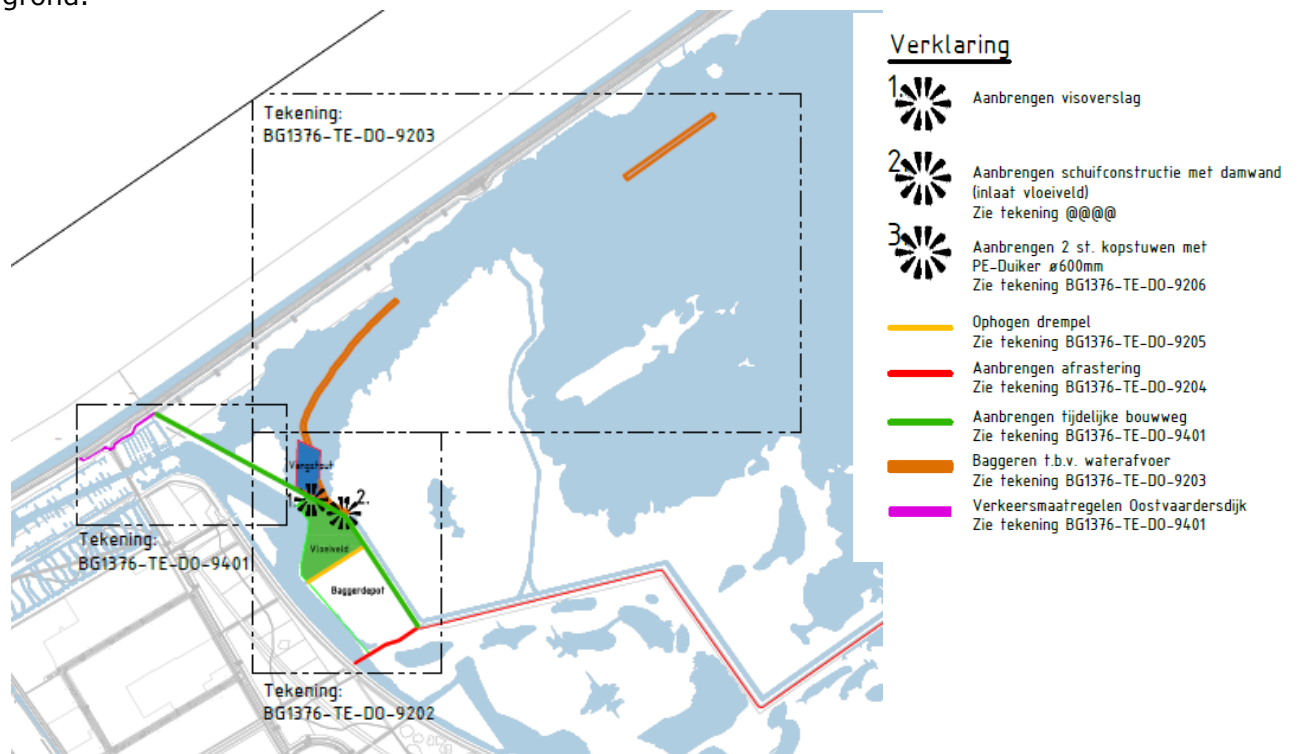 grond.
Tekening:
BG1376-TE-DO-9203
Vangstout
1.
2.
Vloeiveld
Baggerdepot
Tekening:
BG1376-TE-DO-9401
Tekening:
BG1376-TE-DO-9202
Verklaring
1.
Aanbrengen visoverslag
2.
Aanbrengen schuifconstructie met damwand
(inlaat vloeiveld)
Zie tekening @@@@
3.
Aanbrengen 2 st. kopstuwen met
PE-Duiker ø600mm
Zie tekening BG1376-TE-DO-9206
Ophogen drempel
Zie tekening BG1376-TE-DO-9205
Aanbrengen afrastering
Zie tekening BG1376-TE-DO-9204
Aanbrengen tijdelijke bouwweg
Zie tekening BG1376-TE-DO-9401
Baggeren t.b.v. waterafvoer
Zie tekening BG1376-TE-DO-9203
Verkeersmaatregelen Oostvaardersdijk
Zie tekening BG1376-TE-DO-9401